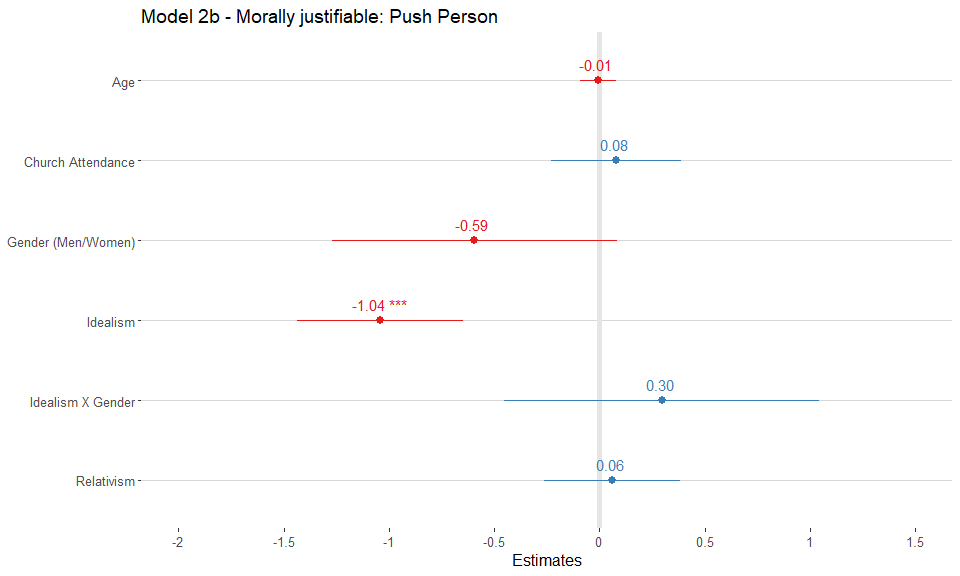 Model 2b - Morally justifiable: Push Person
Age
-0.01
Church Attendance
0.08
Gender (Men/Women)
-0.59
Idealism
-1.04 ***
Idealism X Gender
0.30
Relativism
0.06
-2 -1.5 -1 -0.5 0 0.5 1 1.5
Estimates